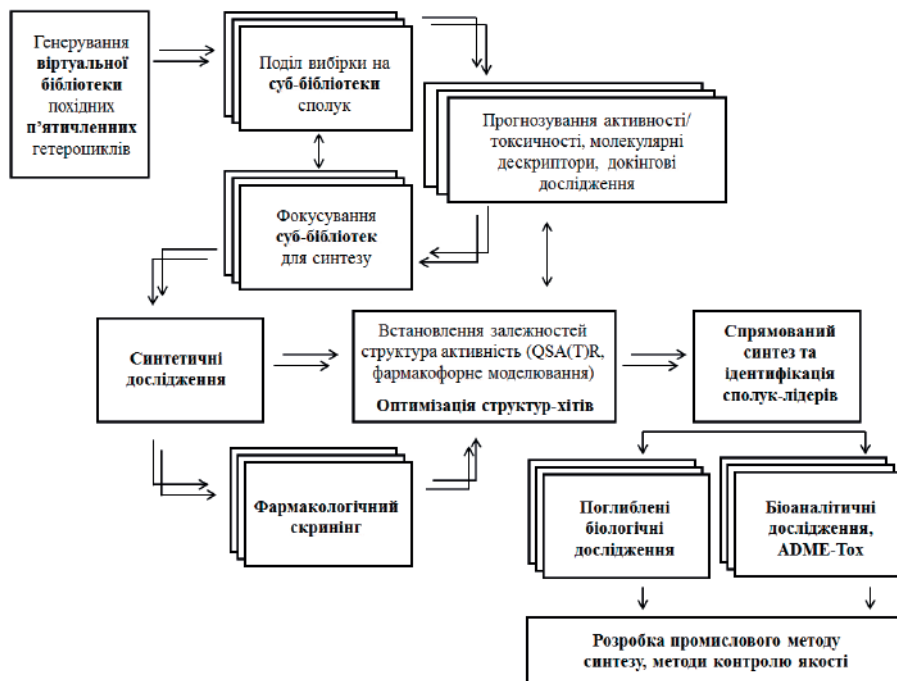 Генерування
віртуальної
бібліотеки
похідних
п’ятичленних
гетероциклів
Поділ вибірки на
суб-бібліотеки
сполук
Прогнозування активності/
токсичності, молекулярні
дескриптори, докінгові
дослідження
Фокусування
суб-бібліотек
для синтезу
Синтетичні
дослідження
Встановлення залежностей
структура активність (QSA(T)R,
фармакофорне моделювання)
Оптимізація структур-хітів
Спрямований
синтез та
ідентифікація
сполук-лідерів
Фармакологічний
скринінг
Поглиблені
біологічні
дослідження
Біоаналітичні
дослідження,
ADME-Tox
Розробка промислового методу
синтезу, методи контролю якості